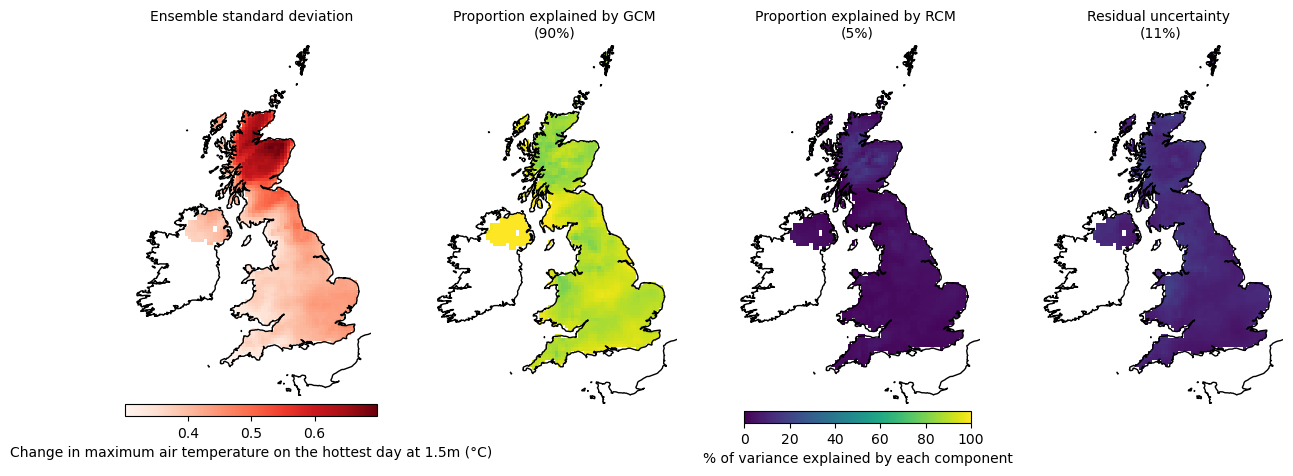 Ensemble standard deviation
Proportion explained by GCM
(90%)
Proportion explained by RCM
(5%)
Residual uncertainty
(11%)
0.4 0.5 0.6
Change in maximum air temperature on the hottest day at 1.5m (°C)
0 20 40 60 80 100
% of variance explained by each component